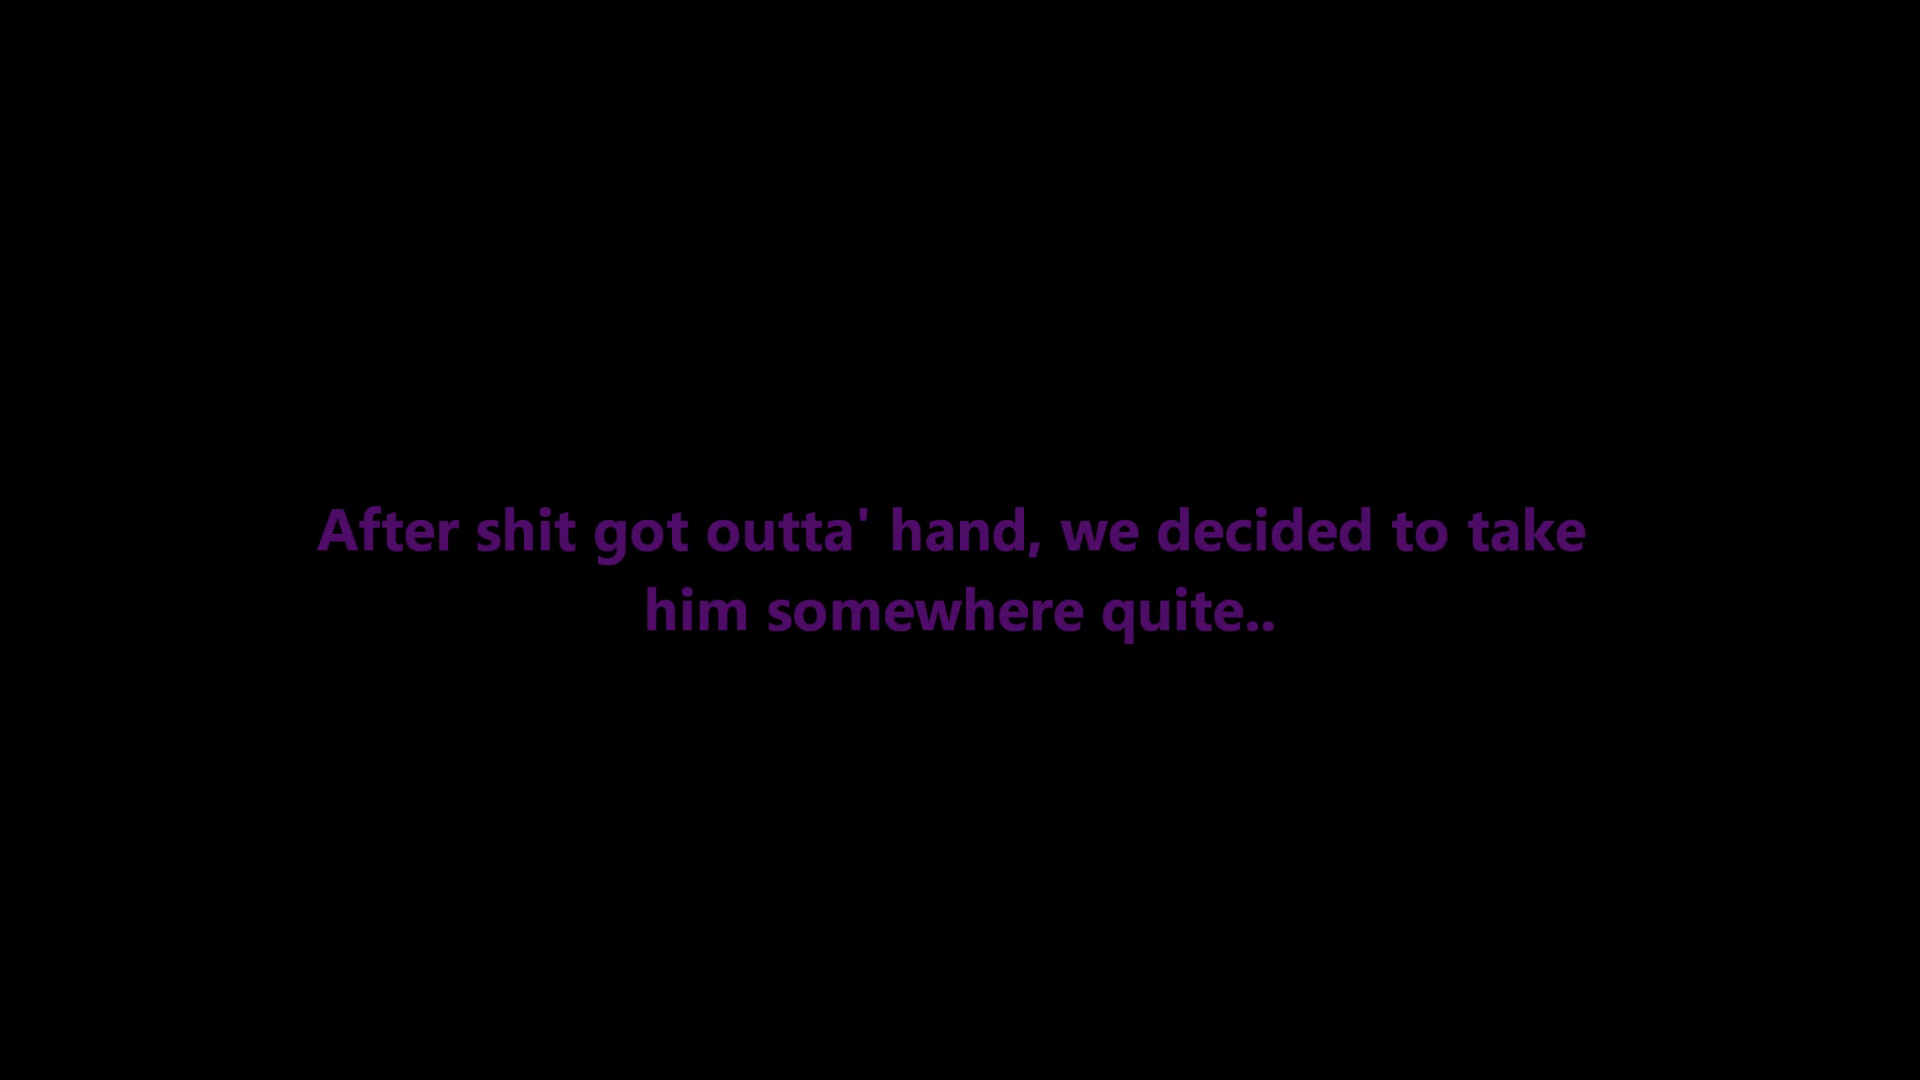 After shit got outta' hand, we decided to take
him somewhere quite..